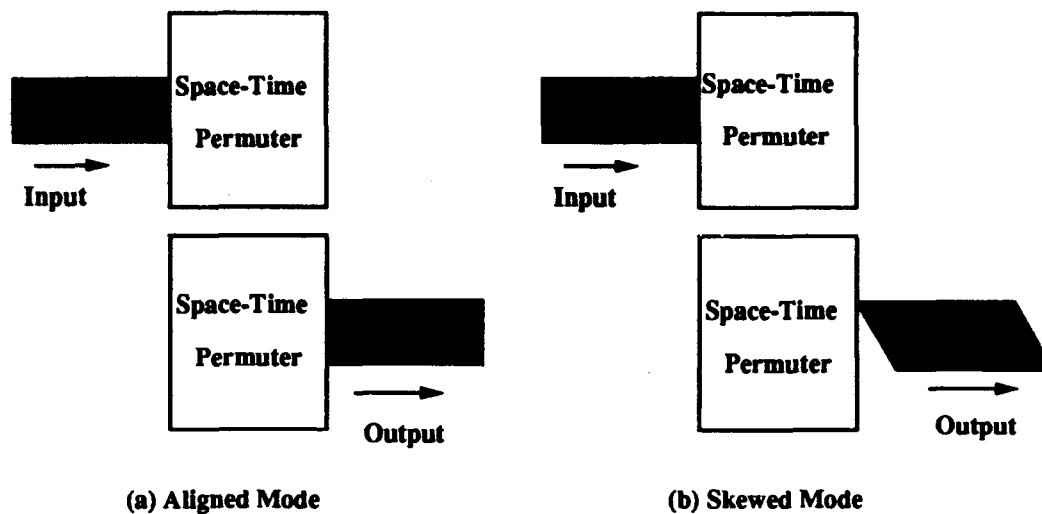 Space-Time
Permuter
Input
Space-Time
Permuter
Output
(a) Aligned Mode
Space-Time
Permuter
Input
Space-Time
Permuter
Output
(b) Skewed Mode